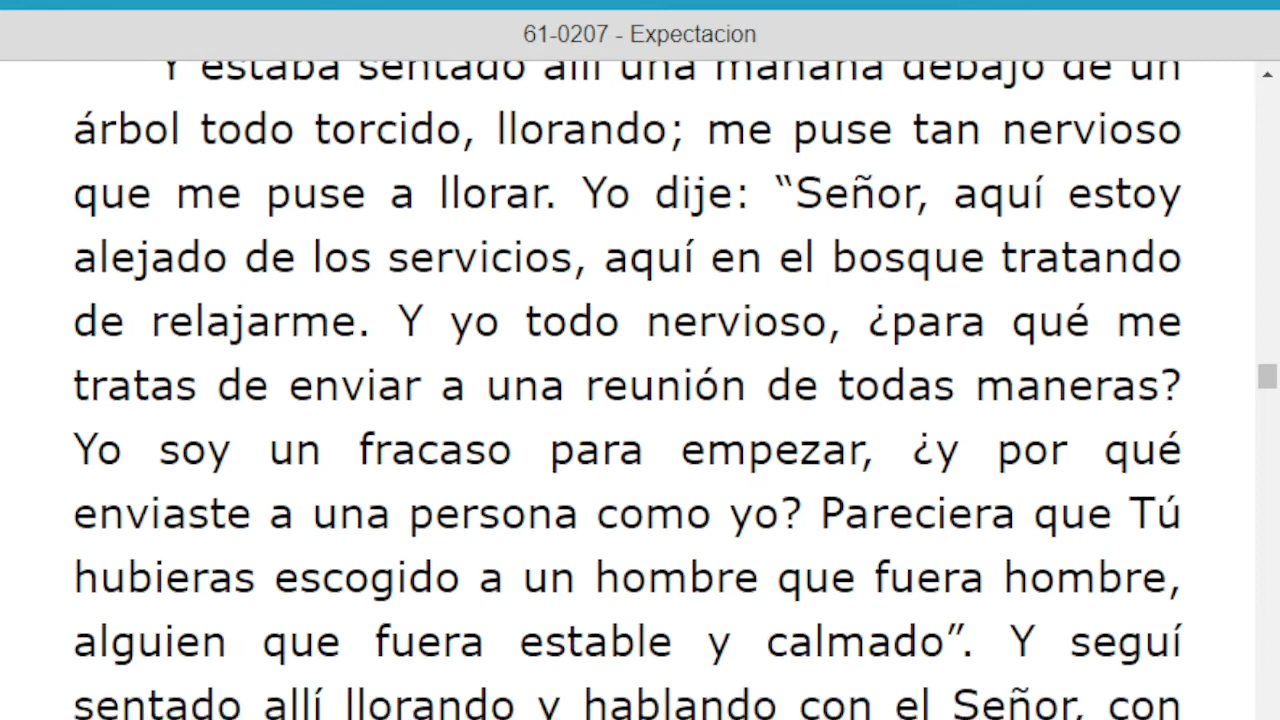 61-0207 - Expectacion
Y estaba sentado allí una mañana debajo de un
árbol todo torcido, llorando; me puse tan nervioso
que me puse a llorar. Yo dije: “Señor, aquí estoy
alejado de los servicios, aquí en el bosque tratando
de relajarme. Y yo todo nervioso, ¿para qué me
tratas de enviar a una reunión de todas maneras?
Yo soy un fracaso para empezar, ¿y por qué
enviaste a una persona como yo? Pareciera que Tú
hubieras escogido a un hombre que fuera hombre,
alguien que fuera estable y calmado”. Y seguí
sentado allí llorando y hablando con el Señor, con